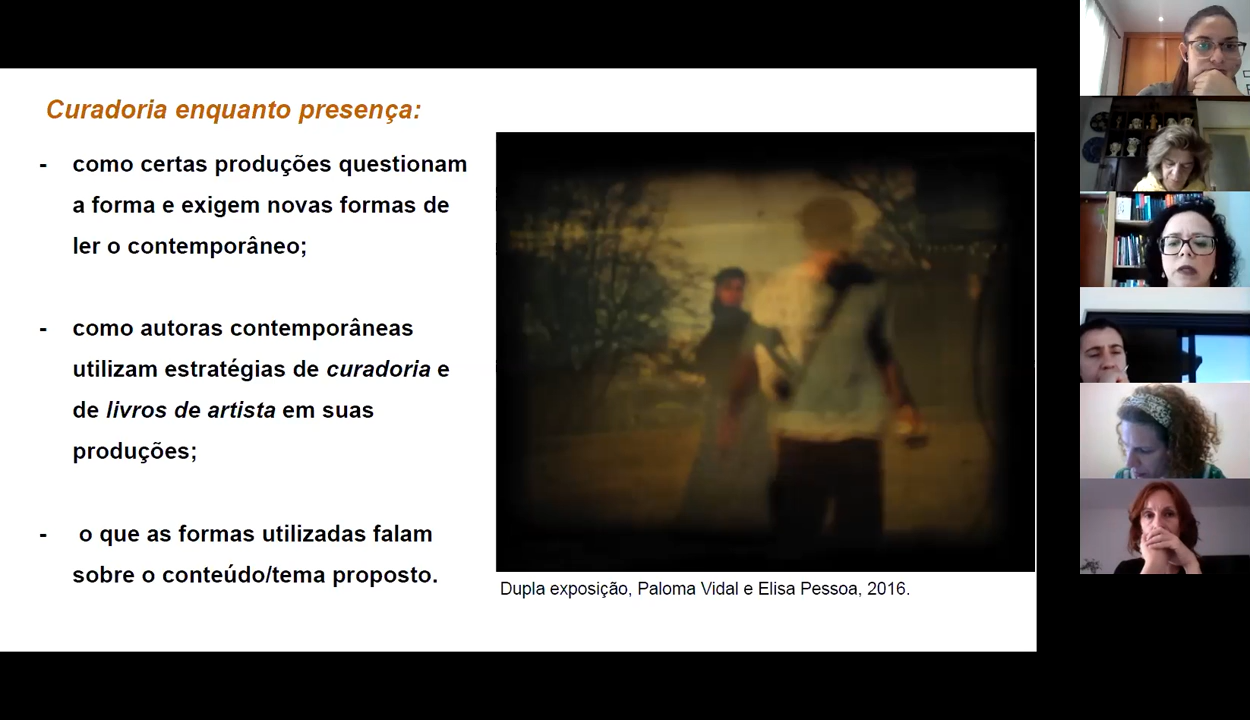 Curadoria enquanto presença:
- como certas produções questionam
a forma e exigem novas formas de
ler o contemporâneo;
- como autoras contemporâneas
utilizam estratégias de curadoria e
de livros de artista em suas
produções;
- o que as formas utilizadas falam
sobre o conteúdo/tema proposto.
Dupla exposição, Paloma Vidal e Elisa Pessoa, 2016.